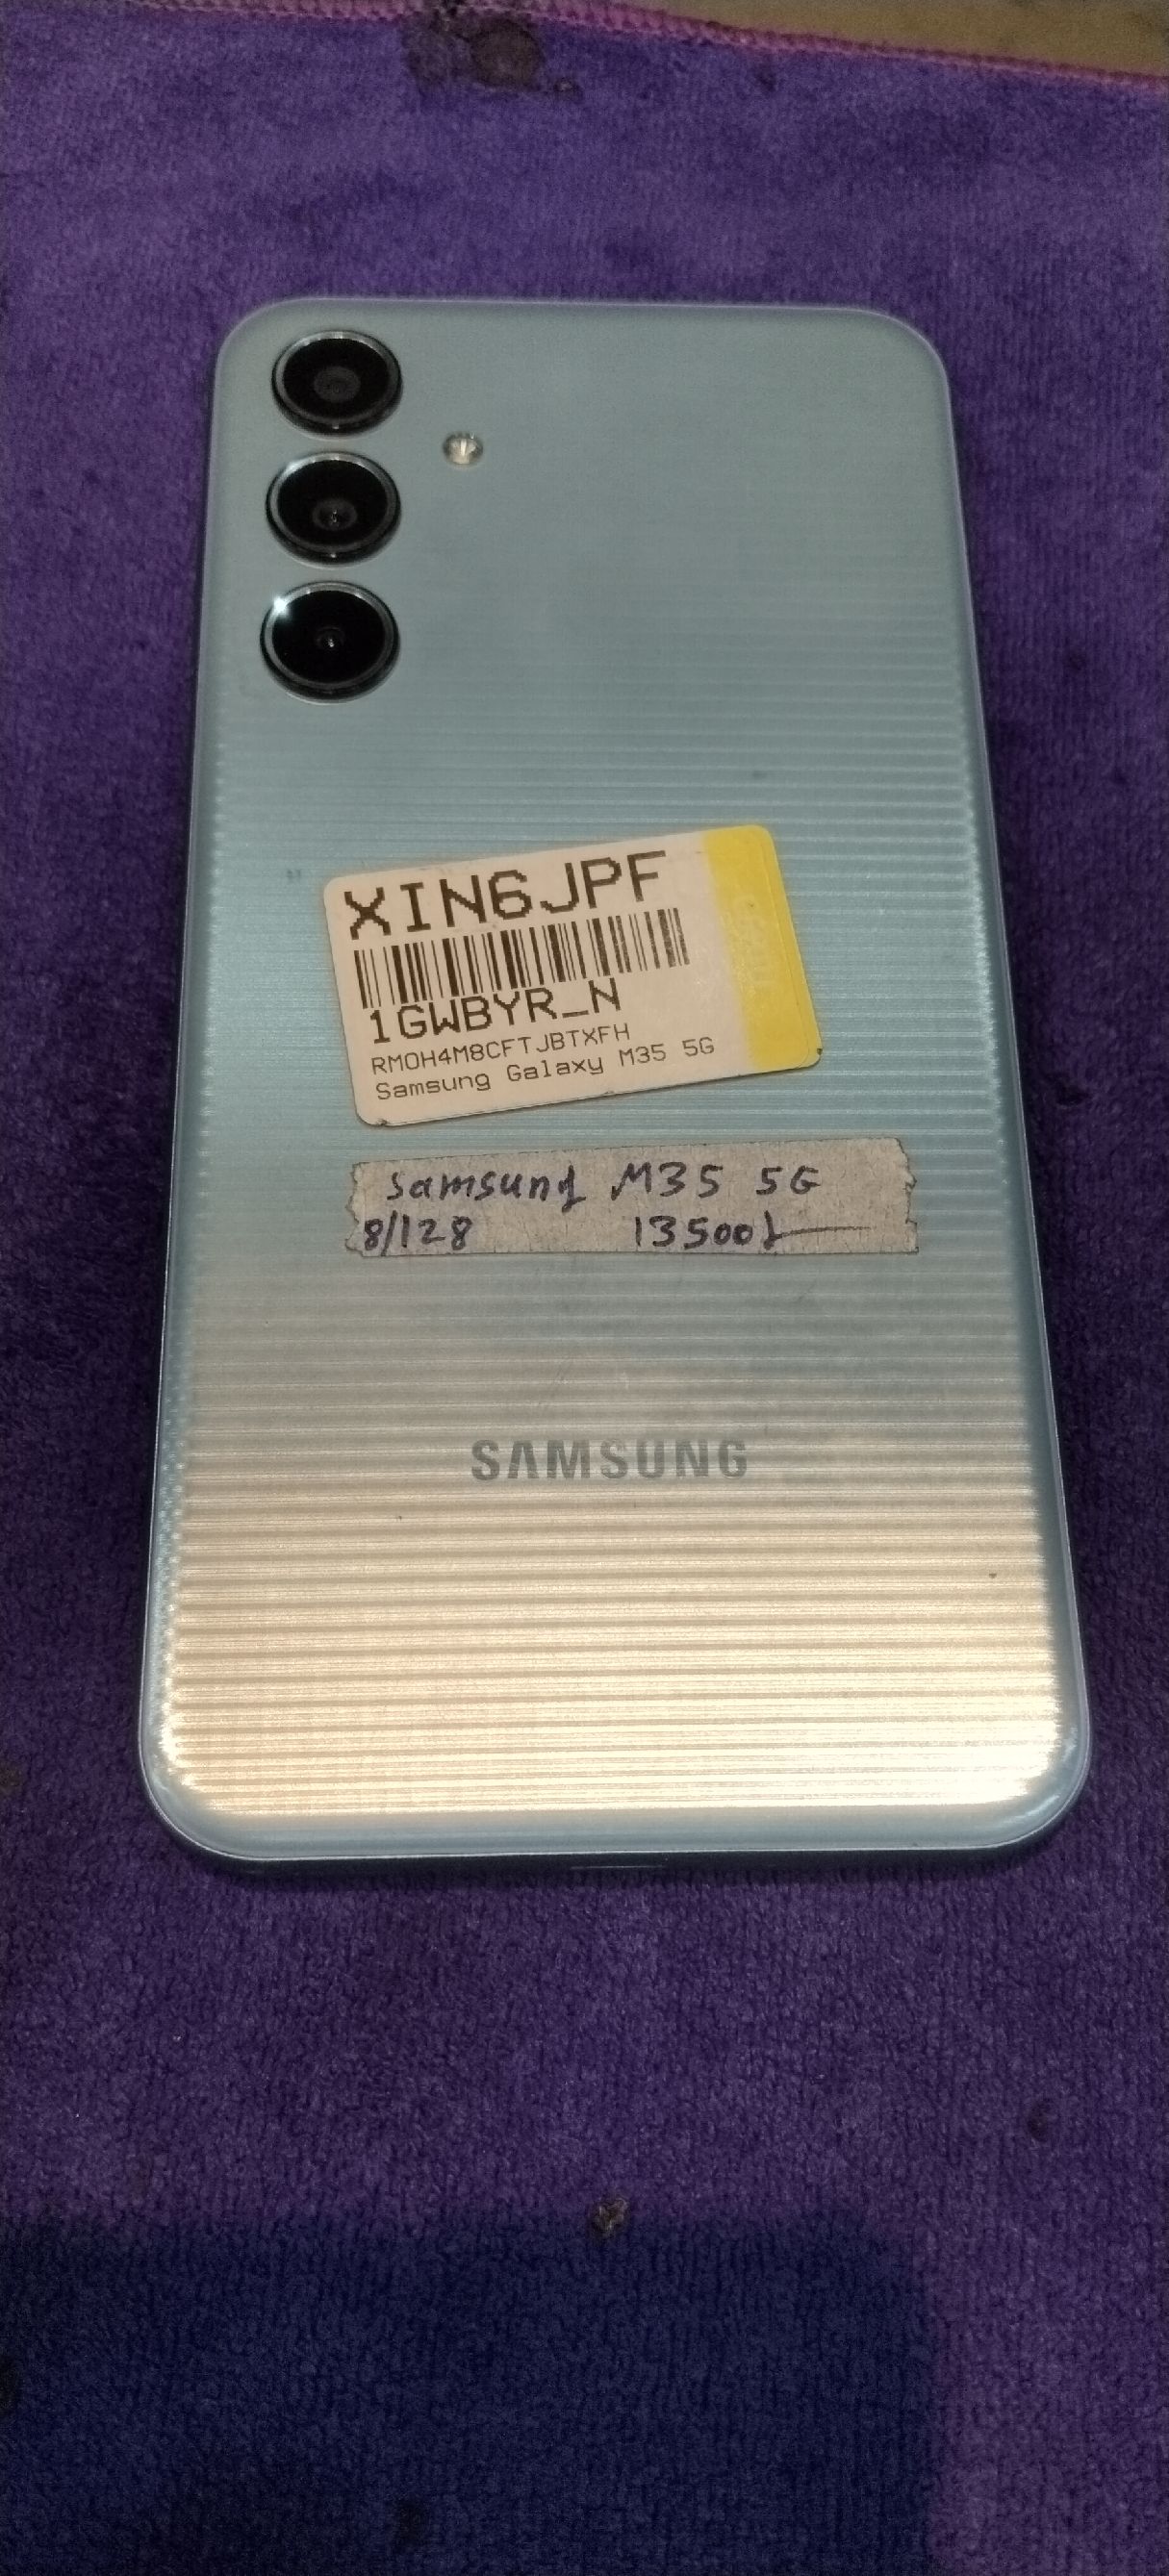 XIN6JPF
1GWBYR_N
RMOH4M8CFTJBTXFH
Samsung Galaxy M35 5G
Samsung M35 5G
8/128 13500/-
SAMSUNG